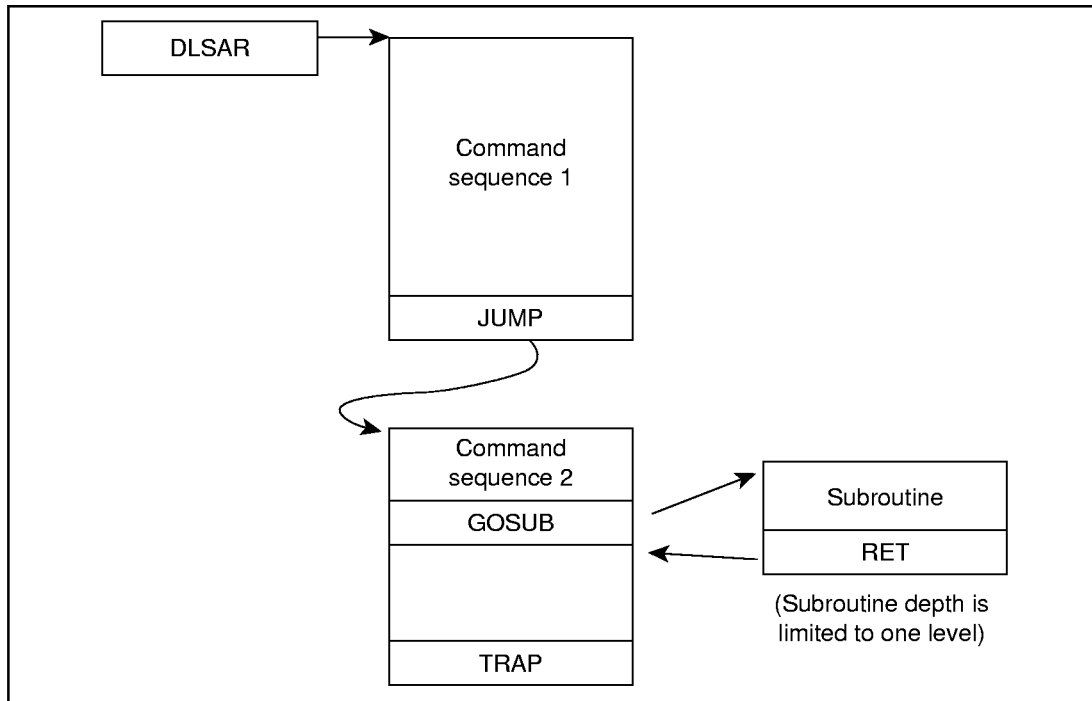 DLSAR
Command
sequence 1
JUMP
Command
sequence 2
GOSUB
TRAP
Subroutine
RET
(Subroutine depth is
limited to one level)